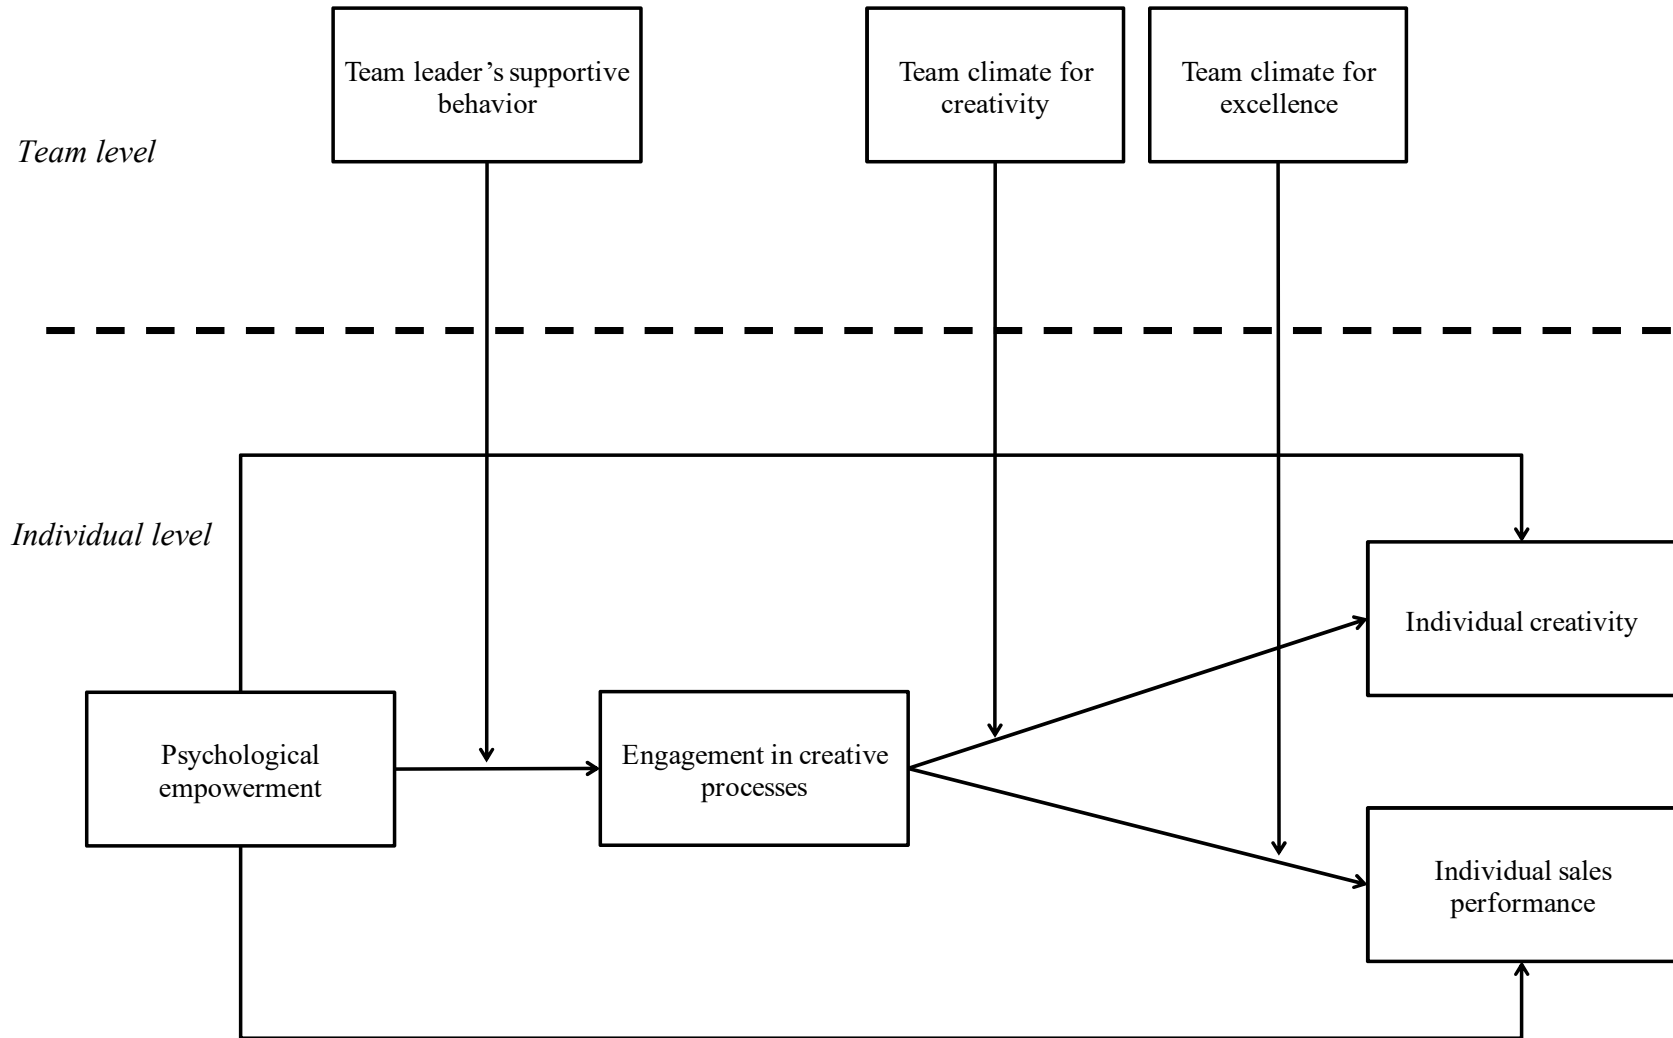 Team leader’s supportive
behavior
Team climate for
creativity
Team climate for
excellence
Team level
Individual level
Individual creativity
Psychological
empowerment
Engagement in creative
processes
Individual sales
performance